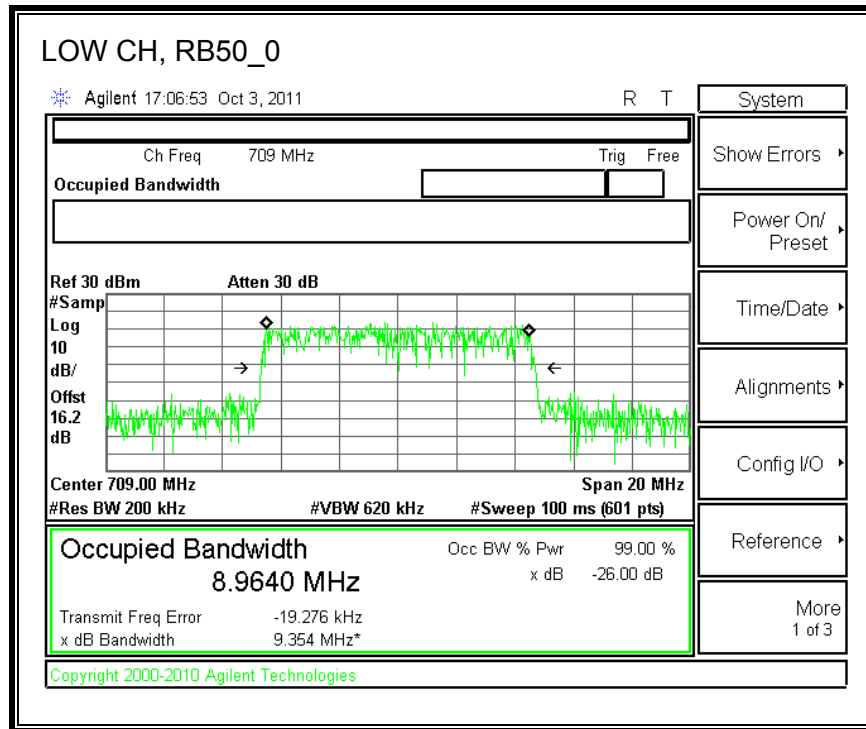 LOW CH, RB50_0
Agilent 17:06:53 Oct 3, 2011 R T
Ch Freq 709 MHz Trig Free
Occupied Bandwidth
Ref 30 dBm Atten 30 dB
#Samp
Log
10
dB/
Offst
16.2
dB
Center 709.00 MHz Span 20 MHz
#Res BW 200 kHz #VBW 620 kHz #Sweep 100 ms (601 pts)
Occupied Bandwidth Occ BW % Pwr 99.00 %
8.9640 MHz x dB -26.00 dB
Transmit Freq Error -19.276 kHz
x dB Bandwidth 9.354 MHz*
Copyright 2000-2010 Agilent Technologies
System
Show Errors
Power On/
Preset
Time/Date
Alignments
Config I/O
Reference
More
1 of 3